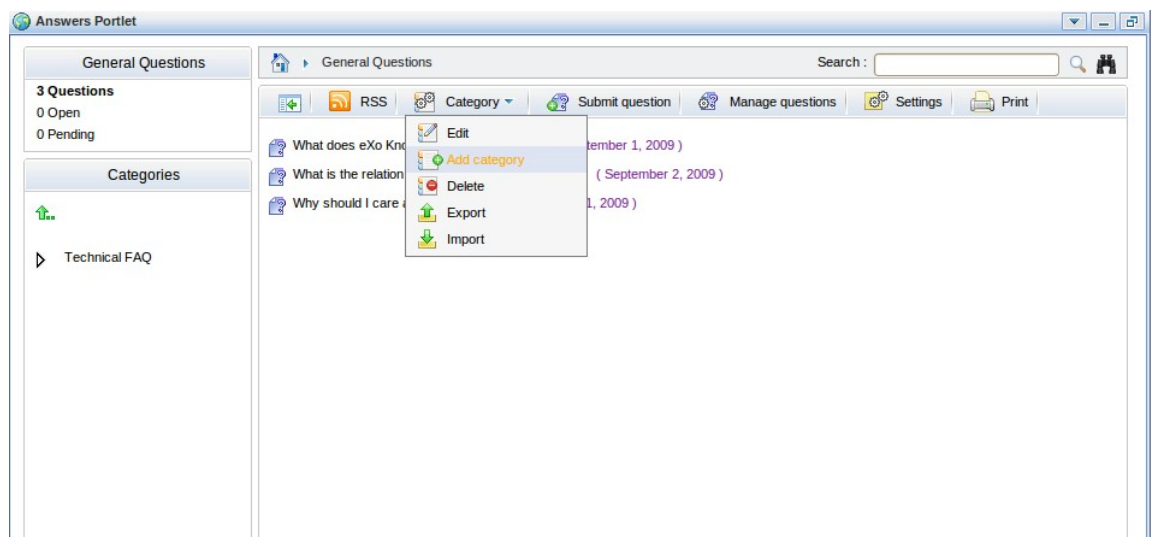 Answers Portlet
General Questions
3 Questions
0 Open
0 Pending
Categories
Technical FAQ
General Questions Search :
RSS Category Submit question Manage questions Settings Print
Edit
Add category
Delete
Export
Import
What does eXo Kno tember 1, 2009 )
What is the relation ( September 2, 2009 )
Why should I care 1, 2009 )